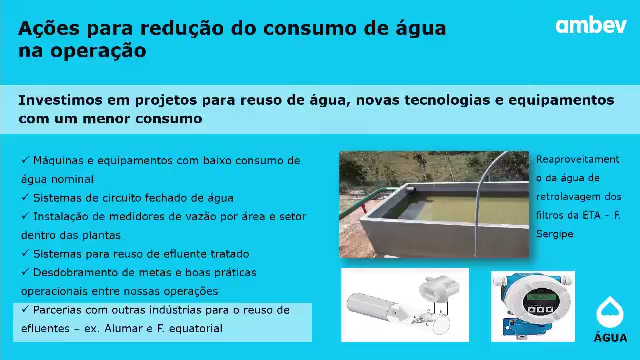 Ações para redução do consumo de água
na operação
ambev
Investimos em projetos para reuso de água, novas tecnologias e equipamentos
com um menor consumo
✓ Máquinas e equipamentos com baixo consumo de
água nominal
✓ Sistemas de circuito fechado de água
✓ Instalação de medidores de vazão por área e setor
dentro das plantas
✓ Sistemas para reuso de efluente tratado
✓ Desdobramento de metas e boas práticas
operacionais entre nossas operações
✓ Parcerias com outras indústrias para o reuso de
efluentes – ex. Alumar e F. equatorial
Reaproveitament
o da água de
retrolavagem dos
filtros da ETA – F.
Sergipe
ÁGUA